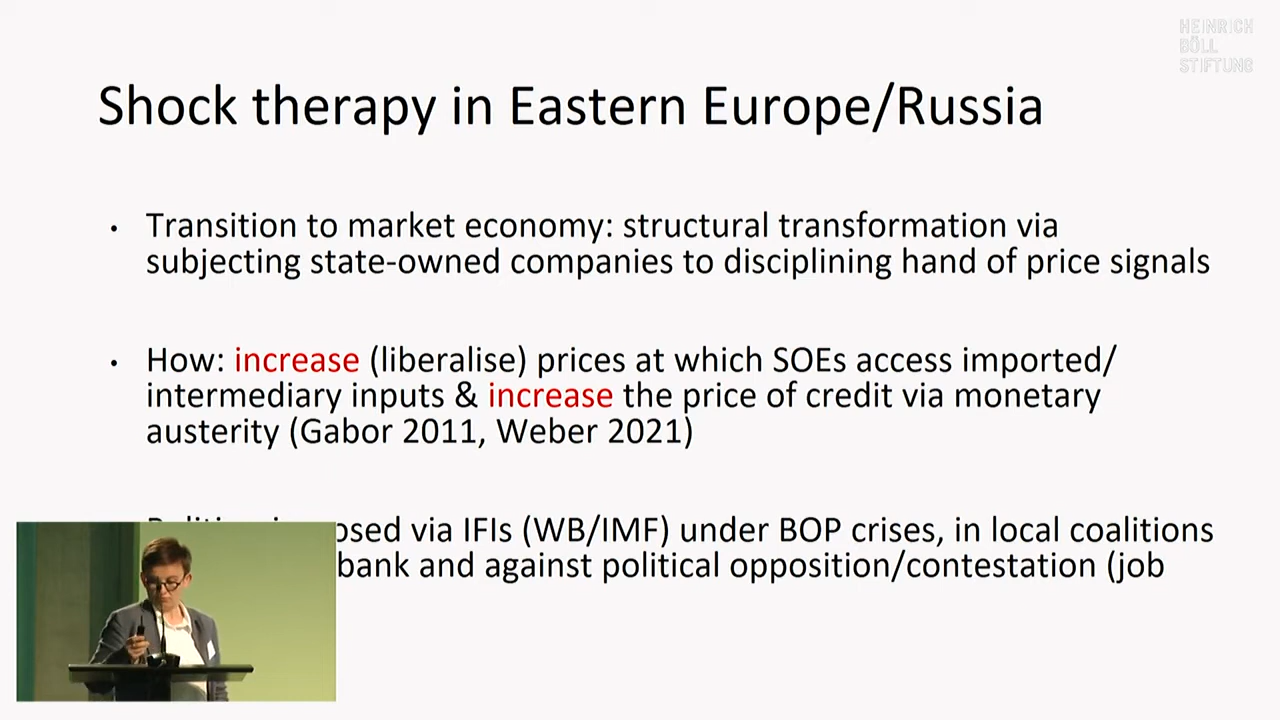 HEINRICH
BÖLL
STIFTUNG
Shock therapy in Eastern Europe/Russia
• Transition to market economy: structural transformation via
subjecting state-owned companies to disciplining hand of price signals
• How: increase (liberalise) prices at which SOEs access imported/
intermediary inputs & increase the price of credit via monetary
austerity (Gabor 2011, Weber 2021)
via IFIs (WB/IMF) under BOP crises, in local coalitions
bank and against political opposition/contestation (job